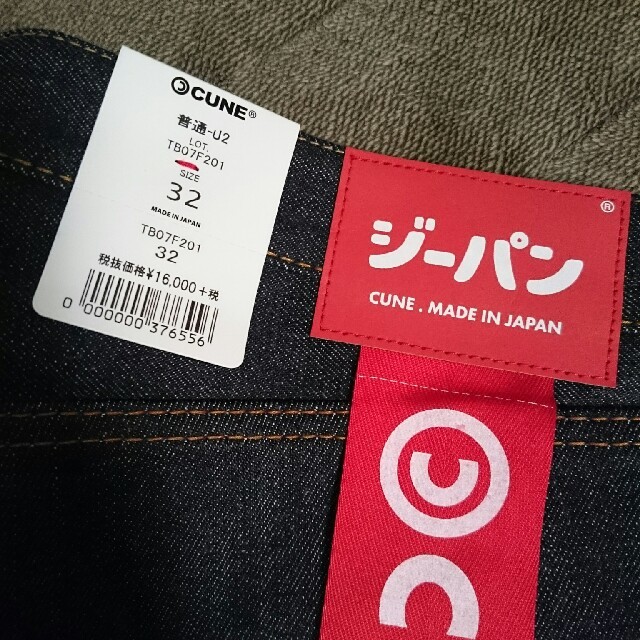 CUNE®
普通-U2
LOT.
TB07F201
SIZE
32
MADE IN JAPAN
TB07F201
32
税抜価格¥16,000+税
0 000000 376556
®
ジーパン
CUNE. MADE IN JAPAN